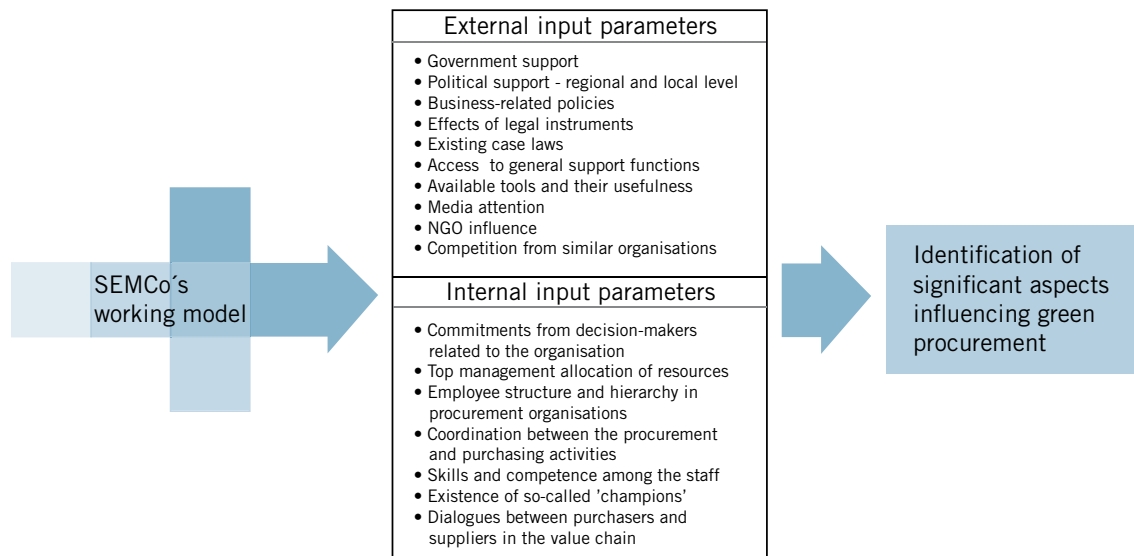 SEMCo´s
working model
External input parameters
• Government support
• Political support - regional and local level
• Business-related policies
• Effects of legal instruments
• Existing case laws
• Access to general support functions
• Available tools and their usefulness
• Media attention
• NGO influence
• Competition from similar organisations
Internal input parameters
• Commitments from decision-makers
related to the organisation
• Top management allocation of resources
• Employee structure and hierarchy in
procurement organisations
• Coordination between the procurement
and purchasing activities
• Skills and competence among the staff
• Existence of so-called 'champions'
• Dialogues between purchasers and
suppliers in the value chain
Identification of
significant aspects
influencing green
procurement